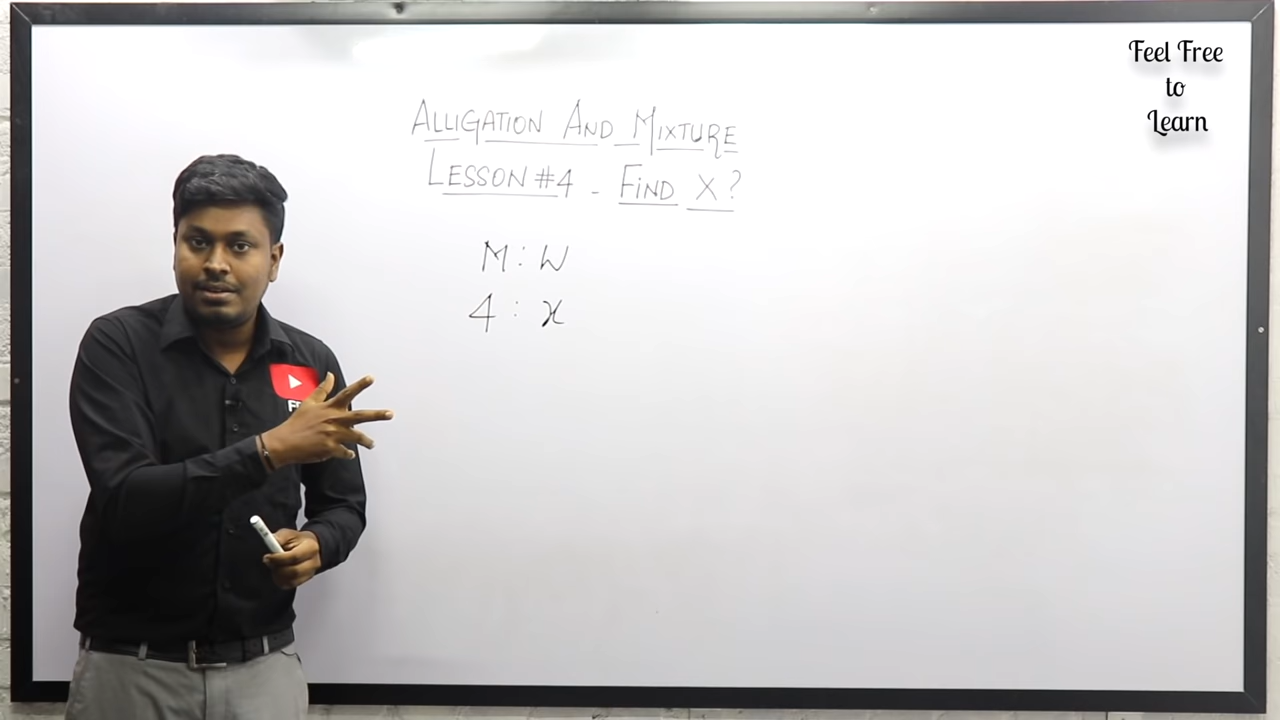 Feel Free
to
Learn
ALLIGATION AND MIXTURE
LESSON #4 - FIND X?
M : W
4 : x